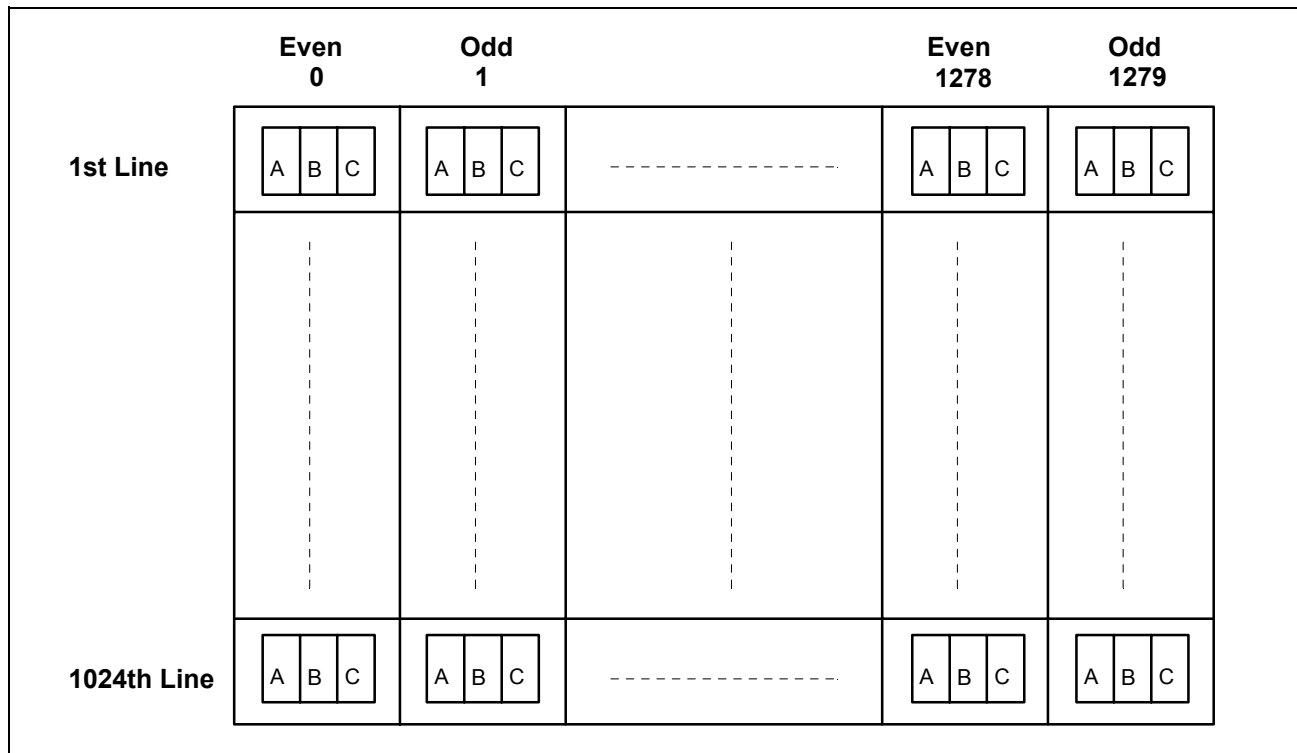 Even Odd Even Odd
0 1 1278 1279
1st Line A B C A B C A B C A B C
1024th Line A B C A B C A B C A B C